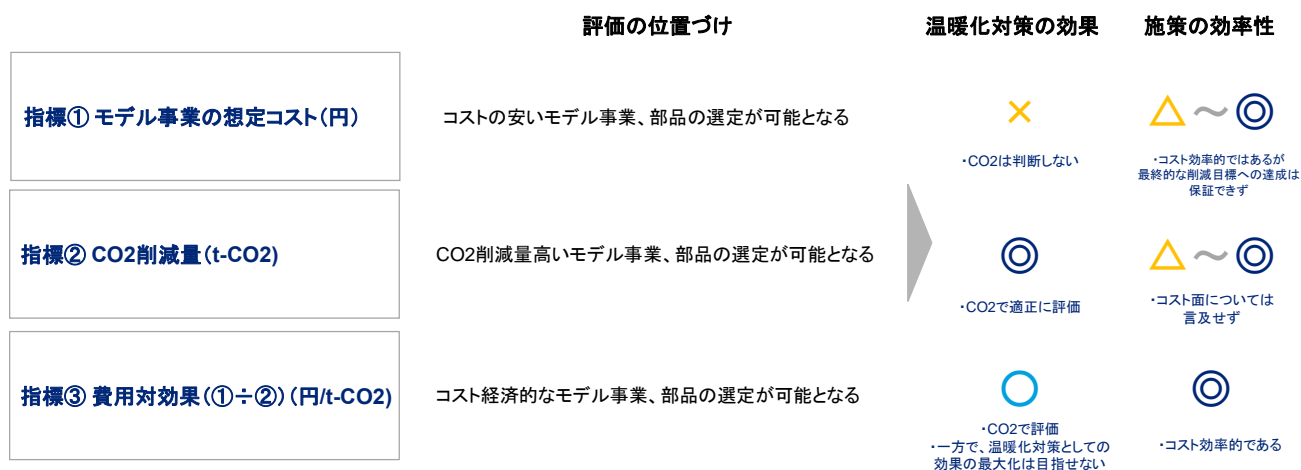 評価の位置づけ
温暖化対策の効果
施策の効率性
指標① モデル事業の想定コスト（円）
コストの安いモデル事業、部品の選定が可能となる
×
△～◎
・CO2は判断しない
・コスト効率的ではあるが
最終的な削減目標への達成は
保証できず
指標② CO2削減量（t-CO2)
CO2削減量高いモデル事業、部品の選定が可能となる
◎
△～◎
・CO2で適正に評価
・コスト面については
言及せず
指標③ 費用対効果（①÷②）（円/t-CO2)
コスト経済的なモデル事業、部品の選定が可能となる
○
◎
・CO2で評価
・一方で、温暖化対策としての
効果の最大化は目指せない
・コスト効率的である